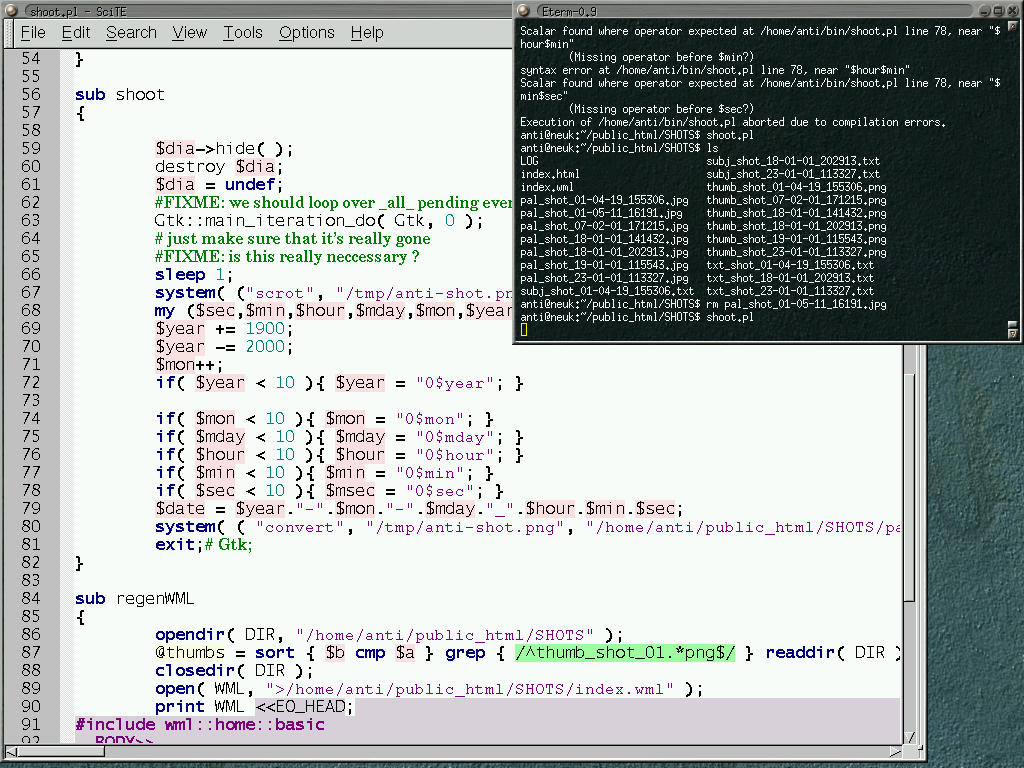 shoot.pl - SciTE
File Edit Search View Tools Options Help
54 }
55
56 sub shoot
57 {
58
59 $dia->hide( );
60 destroy $dia;
61 $dia = undef;
62 #FIXME: we should loop over _all_ pending ever
63 Gtk::main_iteration_do( Gtk, 0 );
64 # just make sure that it's really gone
65 #FIXME: is this really neccessary ?
66 sleep 1;
67 system( ("scrot", "/tmp/anti-shot.pn
68 my ($sec,$min,$hour,$mday,$mon,$year
69 $year += 1900;
70 $year -= 2000;
71 $mon++;
72 if( $year < 10 ){ $year = "0$year"; }
73
74 if( $mon < 10 ){ $mon = "0$mon"; }
75 if( $mday < 10 ){ $mday = "0$mday"; }
76 if( $hour < 10 ){ $hour = "0$hour"; }
77 if( $min < 10 ){ $min = "0$min"; }
78 if( $sec < 10 ){ $msec = "0$sec"; }
79 $date = $year."-".$mon."-".$mday."_".$hour.$min.$sec;
80 system( ( "convert", "/tmp/anti-shot.png", "/home/anti/public_html/SHOTS/pa
81 exit;# Gtk;
82 }
83
84 sub regenWML
85 {
86 opendir( DIR, "/home/anti/public_html/SHOTS" );
87 @thumbs = sort { $b cmp $a } grep { /^thumb_shot_01.*png$/ } readdir( DIR )
88 closedir( DIR );
89 open( WML, ">/home/anti/public_html/SHOTS/index.wml" );
90 print WML <<EO_HEAD;
91 #include wml::home::basic
92 BODY>>
Eterm-0.9
Scalar found where operator expected at /home/anti/bin/shoot.pl line 78, near "$
hour$min"
(Missing operator before $min?)
syntax error at /home/anti/bin/shoot.pl line 78, near "$hour$min"
Scalar found where operator expected at /home/anti/bin/shoot.pl line 78, near "$
min$sec"
(Missing operator before $sec?)
Execution of /home/anti/bin/shoot.pl aborted due to compilation errors.
anti@neuk:~/public_html/SHOTS$ shoot.pl
anti@neuk:~/public_html/SHOTS$ ls
LOG subj_shot_18-01-01_202913.txt
index.html subj_shot_23-01-01_113327.txt
index.wml thumb_shot_01-04-19_155306.png
pal_shot_01-04-19_155306.jpg thumb_shot_07-02-01_171215.png
pal_shot_01-05-11_16191.jpg thumb_shot_18-01-01_141432.png
pal_shot_07-02-01_171215.jpg thumb_shot_18-01-01_202913.png
pal_shot_18-01-01_141432.jpg thumb_shot_19-01-01_115543.png
pal_shot_18-01-01_202913.jpg thumb_shot_23-01-01_113327.png
pal_shot_19-01-01_115543.jpg txt_shot_01-04-19_155306.txt
pal_shot_23-01-01_113327.jpg txt_shot_18-01-01_202913.txt
subj_shot_01-04-19_155306.txt txt_shot_23-01-01_113327.txt
anti@neuk:~/public_html/SHOTS$ rm pal_shot_01-05-11_16191.jpg
anti@neuk:~/public_html/SHOTS$ shoot.pl